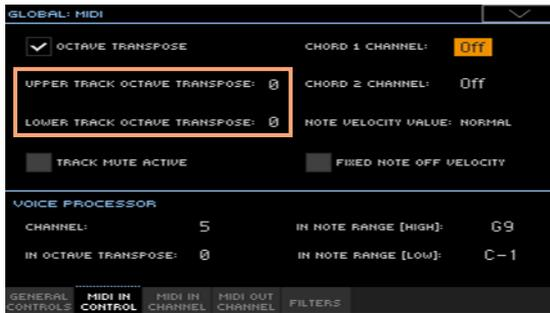 GLOBAL: MIDI
OCTAVE TRANSPOSE CHORD 1 CHANNEL: Off
UPPER TRACK OCTAVE TRANSPOSE: 0 CHORD 2 CHANNEL: Off
LOWER TRACK OCTAVE TRANSPOSE: 0 NOTE VELOCITY VALUE: NORMAL
TRACK MUTE ACTIVE FIXED NOTE OFF VELOCITY
VOICE PROCESSOR
CHANNEL: 5 IN NOTE RANGE [HIGH]: G9
IN OCTAVE TRANSPOSE: 0 IN NOTE RANGE [LOW]: C-1
GENERAL MIDI IN MIDI IN MIDI OUT
CONTROLS CONTROL CHANNEL CHANNEL FILTERS